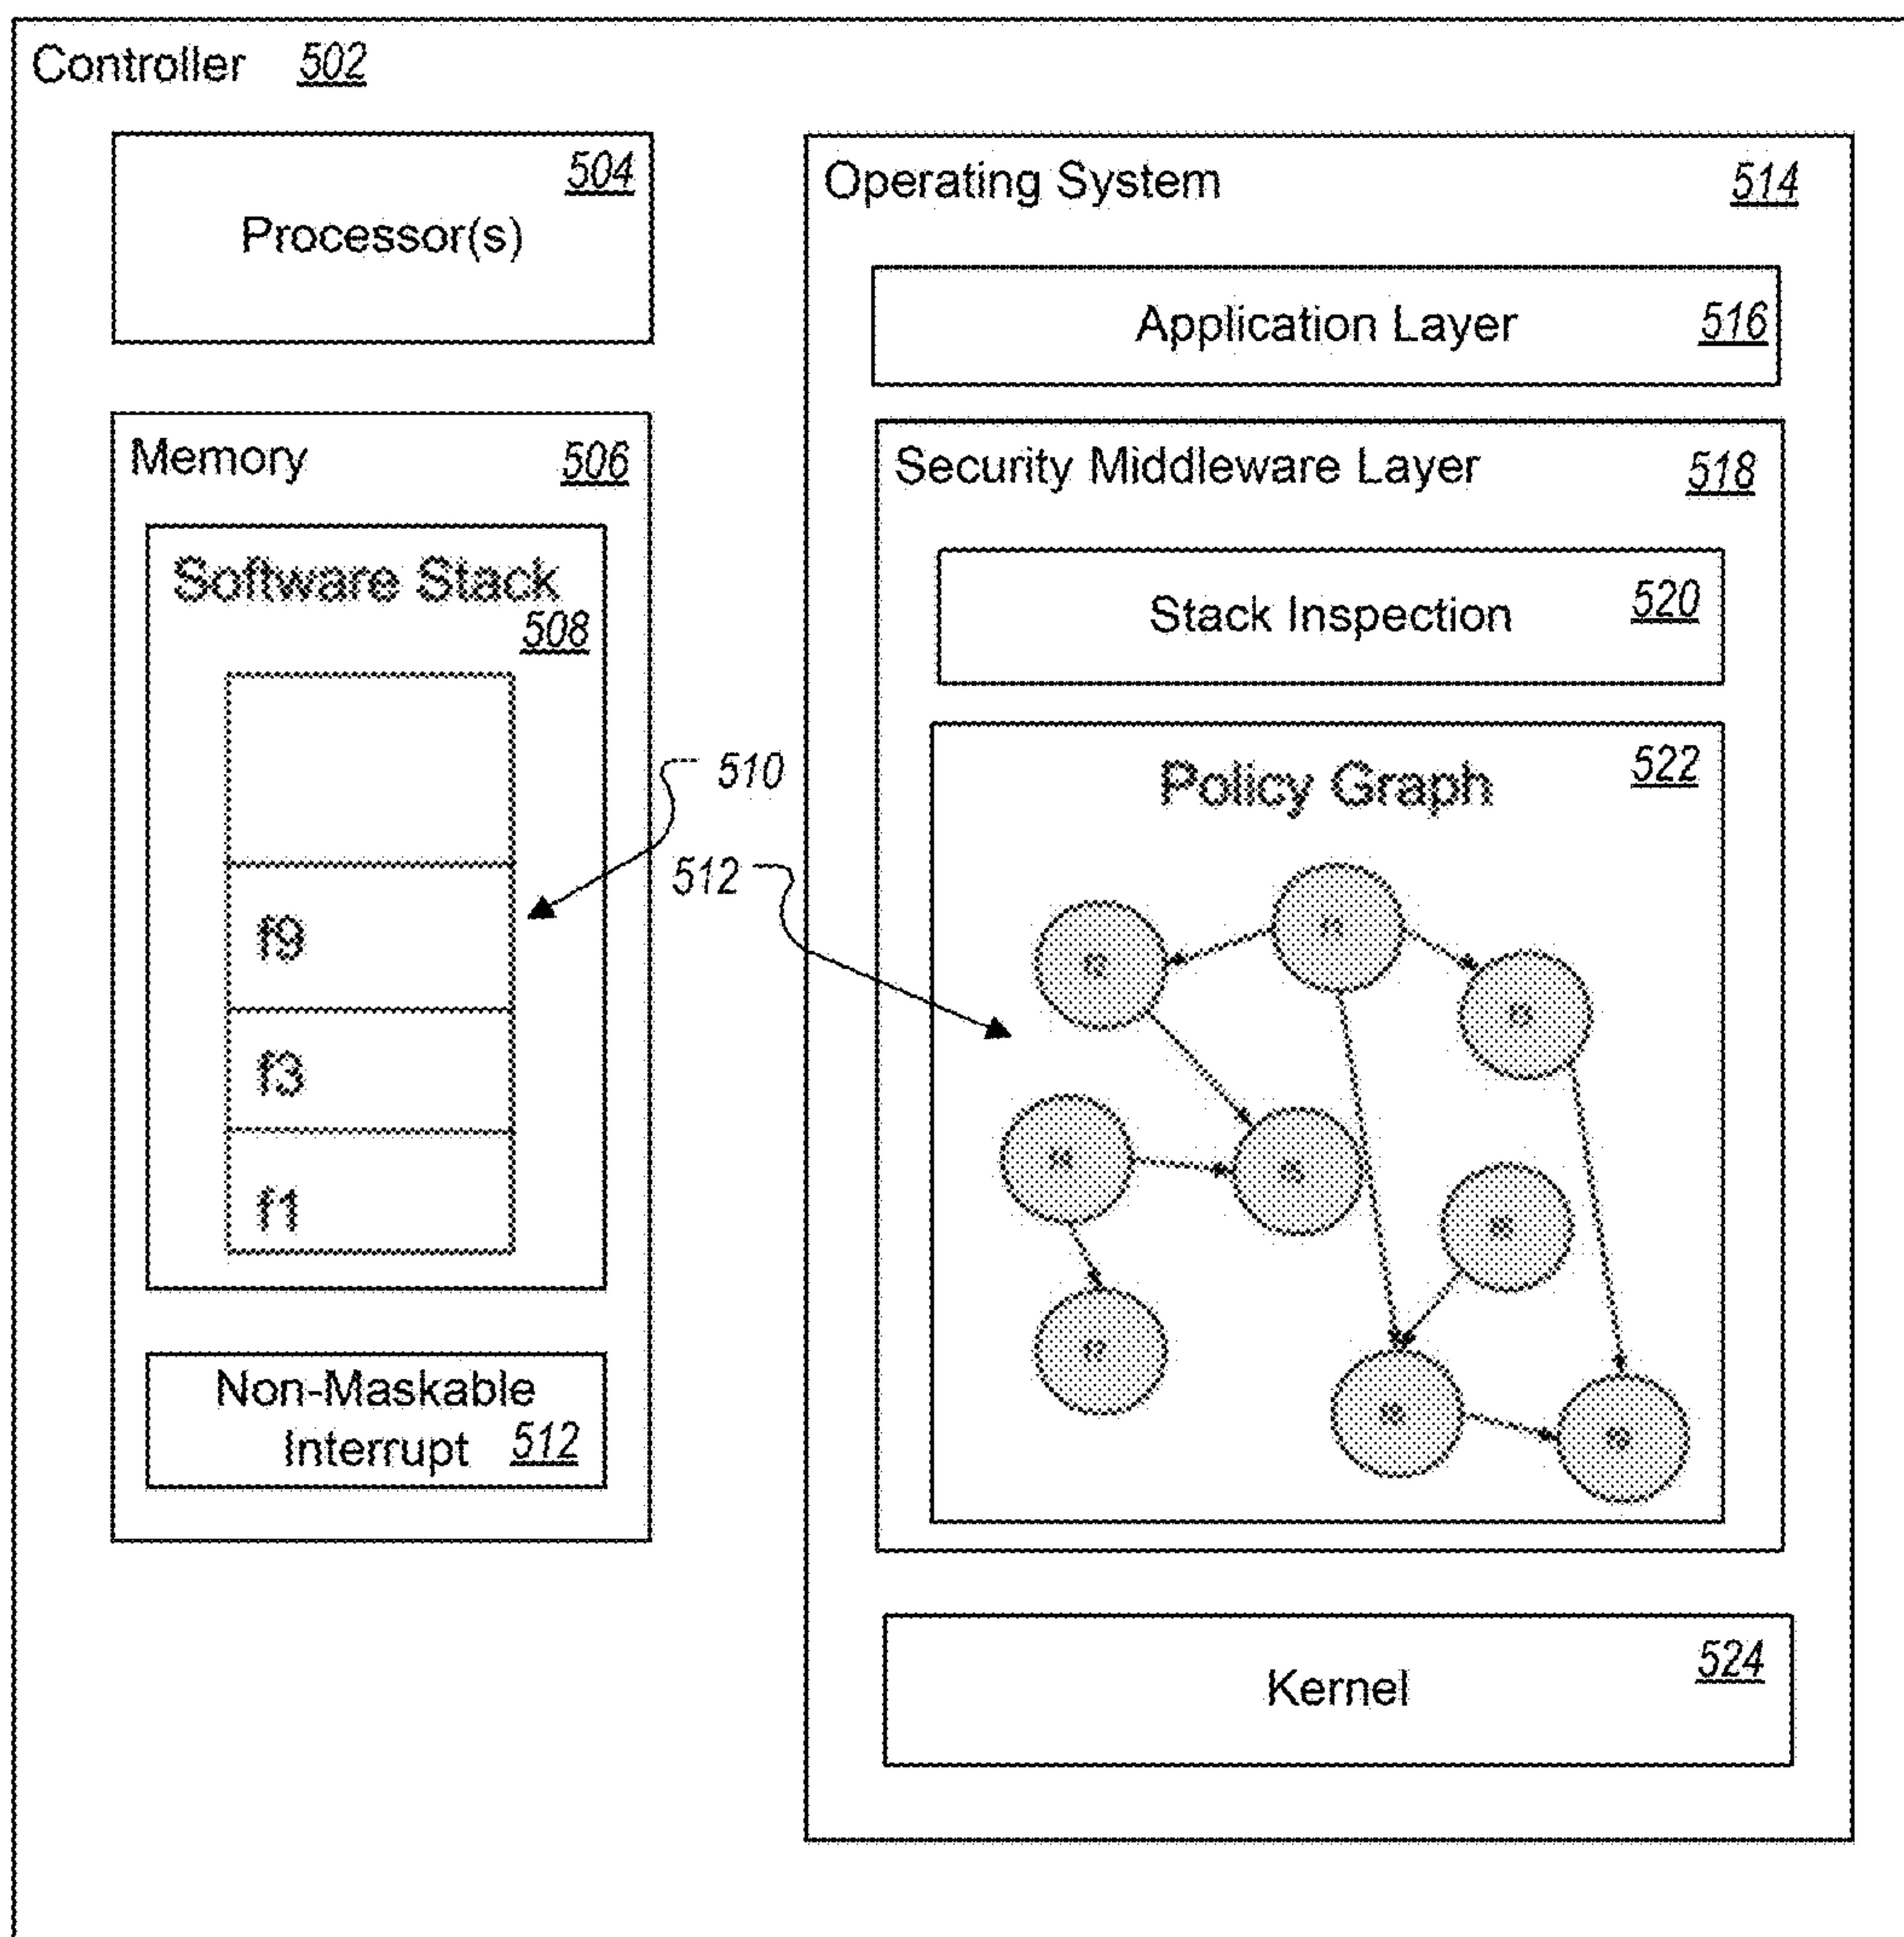 Controller 502
504
Processor(s)
Memory 506
Software Stack
508
f9
f3
f1
Non-Maskable
Interrupt 512
510
512
Operating System 514
Application Layer 516
Security Middleware Layer 518
Stack Inspection 520
Policy Graph 522
Kernel 524